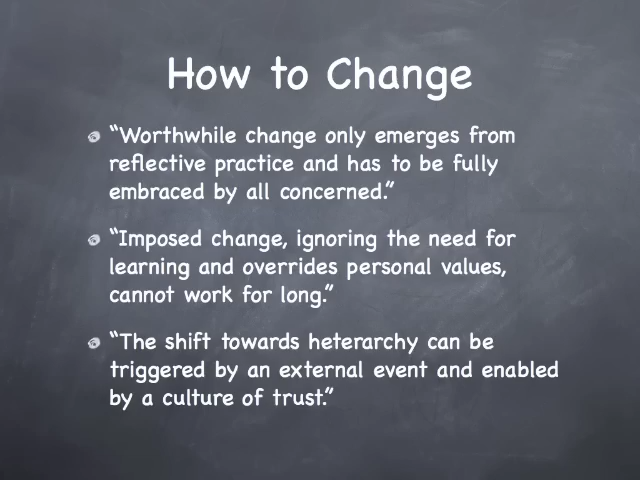 How to Change
“Worthwhile change only emerges from
reflective practice and has to be fully
embraced by all concerned.”
“Imposed change, ignoring the need for
learning and overrides personal values,
cannot work for long.”
“The shift towards heterarchy can be
triggered by an external event and enabled
by a culture of trust.”